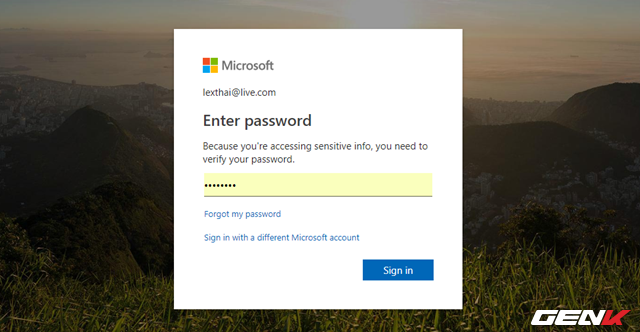 Microsoft
lexthai@live.com
Enter password
Because you're accessing sensitive info, you need to
verify your password.
••••••••
Forgot my password
Sign in with a different Microsoft account
Sign in
GENK